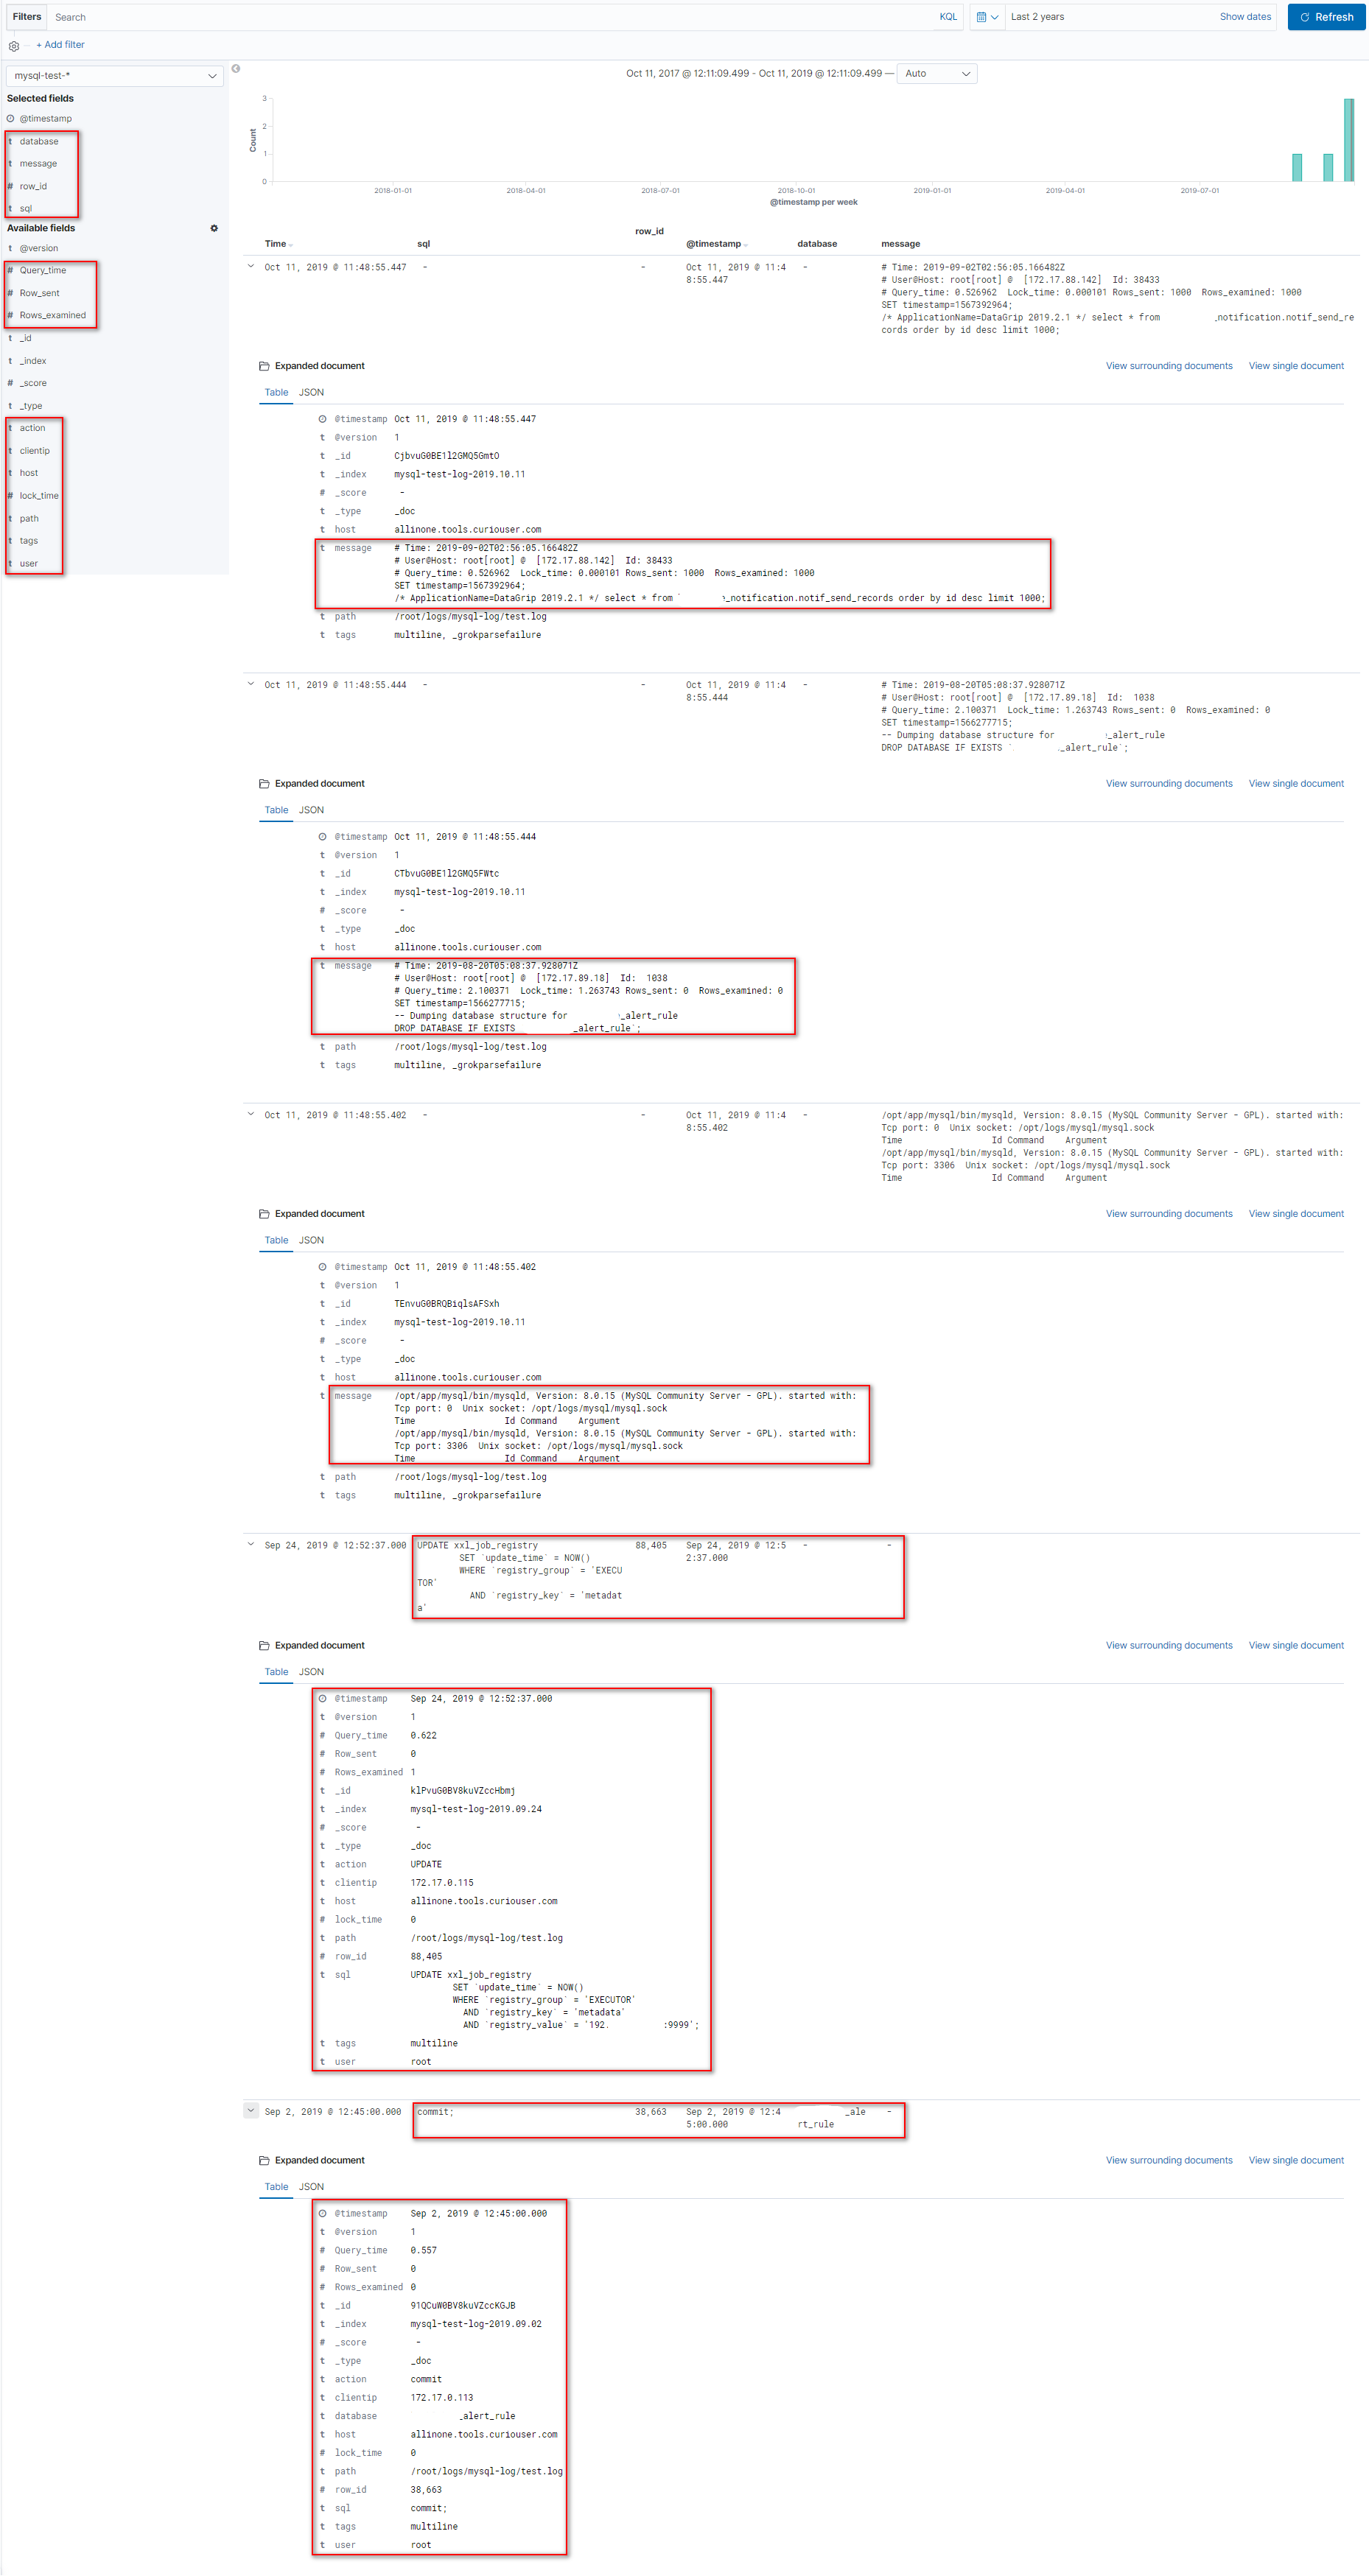 Filters Search KQL Last 2 years Show dates Refresh
+ Add filter
mysql-test-*
Oct 11, 2017 @ 12:11:09.499 - Oct 11, 2019 @ 12:11:09.499 — Auto
Selected fields
@timestamp
t database
t message
# row_id
t sql
Available fields
t @version
# Query_time
# Row_sent
# Rows_examined
t _id
t _index
# _score
t _type
t action
t clientip
t host
# lock_time
t path
t tags
t user
Count
3
2
1
0
2018-01-01 2018-04-01 2018-07-01 2018-10-01 2019-01-01 2019-04-01 2019-07-01
@timestamp per week
Time sql row_id @timestamp database message
Oct 11, 2019 @ 11:48:55.447 - - Oct 11, 2019 @ 11:4 - # Time: 2019-09-02T02:56:05.166482Z
8:55.447 # User@Host: root[root] @ [172.17.88.142] Id: 38433
# Query_time: 0.526962 Lock_time: 0.000101 Rows_sent: 1000 Rows_examined: 1000
SET timestamp=1567392964;
/* ApplicationName=DataGrip 2019.2.1 */ select * from _notification.notif_send_re
cords order by id desc limit 1000;
Expanded document View surrounding documents View single document
Table JSON
@timestamp Oct 11, 2019 @ 11:48:55.447
t @version 1
t _id CjbvuG0BE1l2GMQ5GmtO
t _index mysql-test-log-2019.10.11
# _score -
t _type _doc
t host allinone.tools.curiouser.com
t message # Time: 2019-09-02T02:56:05.166482Z
# User@Host: root[root] @ [172.17.88.142] Id: 38433
# Query_time: 0.526962 Lock_time: 0.000101 Rows_sent: 1000 Rows_examined: 1000
SET timestamp=1567392964;
/* ApplicationName=DataGrip 2019.2.1 */ select * from _notification.notif_send_records order by id desc limit 1000;
t path /root/logs/mysql-log/test.log
t tags multiline, _grokparsefailure
Oct 11, 2019 @ 11:48:55.444 - - Oct 11, 2019 @ 11:4 - # Time: 2019-08-20T05:08:37.928071Z
8:55.444 # User@Host: root[root] @ [172.17.89.18] Id: 1038
# Query_time: 2.100371 Lock_time: 1.263743 Rows_sent: 0 Rows_examined: 0
SET timestamp=1566277715;
-- Dumping database structure for _alert_rule
DROP DATABASE IF EXISTS ` _alert_rule`;
Expanded document View surrounding documents View single document
Table JSON
@timestamp Oct 11, 2019 @ 11:48:55.444
t @version 1
t _id CTbvuG0BE1l2GMQ5FWtc
t _index mysql-test-log-2019.10.11
# _score -
t _type _doc
t host allinone.tools.curiouser.com
t message # Time: 2019-08-20T05:08:37.928071Z
# User@Host: root[root] @ [172.17.89.18] Id: 1038
# Query_time: 2.100371 Lock_time: 1.263743 Rows_sent: 0 Rows_examined: 0
SET timestamp=1566277715;
-- Dumping database structure for _alert_rule
DROP DATABASE IF EXISTS _alert_rule`;
t path /root/logs/mysql-log/test.log
t tags multiline, _grokparsefailure
Oct 11, 2019 @ 11:48:55.402 - - Oct 11, 2019 @ 11:4 - /opt/app/mysql/bin/mysqld, Version: 8.0.15 (MySQL Community Server - GPL). started with:
8:55.402 Tcp port: 0 Unix socket: /opt/logs/mysql/mysql.sock
Time Id Command Argument
/opt/app/mysql/bin/mysqld, Version: 8.0.15 (MySQL Community Server - GPL). started with:
Tcp port: 3306 Unix socket: /opt/logs/mysql/mysql.sock
Time Id Command Argument
Expanded document View surrounding documents View single document
Table JSON
@timestamp Oct 11, 2019 @ 11:48:55.402
t @version 1
t _id TEnvuG0BRQBiqlsAFSxh
t _index mysql-test-log-2019.10.11
# _score -
t _type _doc
t host allinone.tools.curiouser.com
t message /opt/app/mysql/bin/mysqld, Version: 8.0.15 (MySQL Community Server - GPL). started with:
Tcp port: 0 Unix socket: /opt/logs/mysql/mysql.sock
Time Id Command Argument
/opt/app/mysql/bin/mysqld, Version: 8.0.15 (MySQL Community Server - GPL). started with:
Tcp port: 3306 Unix socket: /opt/logs/mysql/mysql.sock
Time Id Command Argument
t path /root/logs/mysql-log/test.log
t tags multiline, _grokparsefailure
Sep 24, 2019 @ 12:52:37.000 UPDATE xxl_job_registry 88,405 Sep 24, 2019 @ 12:5 - -
SET `update_time` = NOW() 2:37.000
WHERE `registry_group` = 'EXECU
TOR'
AND `registry_key` = 'metadat
a'
Expanded document View surrounding documents View single document
Table JSON
@timestamp Sep 24, 2019 @ 12:52:37.000
t @version 1
# Query_time 0.622
# Row_sent 0
# Rows_examined 1
t _id klPvuG0BV8kuVZccHbmj
t _index mysql-test-log-2019.09.24
# _score -
t _type _doc
t action UPDATE
t clientip 172.17.0.115
t host allinone.tools.curiouser.com
# lock_time 0
t path /root/logs/mysql-log/test.log
# row_id 88,405
t sql UPDATE xxl_job_registry
SET `update_time` = NOW()
WHERE `registry_group` = 'EXECUTOR'
AND `registry_key` = 'metadata'
AND `registry_value` = '192. :9999';
t tags multiline
t user root
Sep 2, 2019 @ 12:45:00.000 commit; 38,663 Sep 2, 2019 @ 12:4 _ale -
5:00.000 rt_rule
Expanded document View surrounding documents View single document
Table JSON
@timestamp Sep 2, 2019 @ 12:45:00.000
t @version 1
# Query_time 0.557
# Row_sent 0
# Rows_examined 0
t _id 91QCuW0BV8kuVZccKGJB
t _index mysql-test-log-2019.09.02
# _score -
t _type _doc
t action commit
t clientip 172.17.0.113
t database _alert_rule
t host allinone.tools.curiouser.com
# lock_time 0
t path /root/logs/mysql-log/test.log
# row_id 38,663
t sql commit;
t tags multiline
t user root